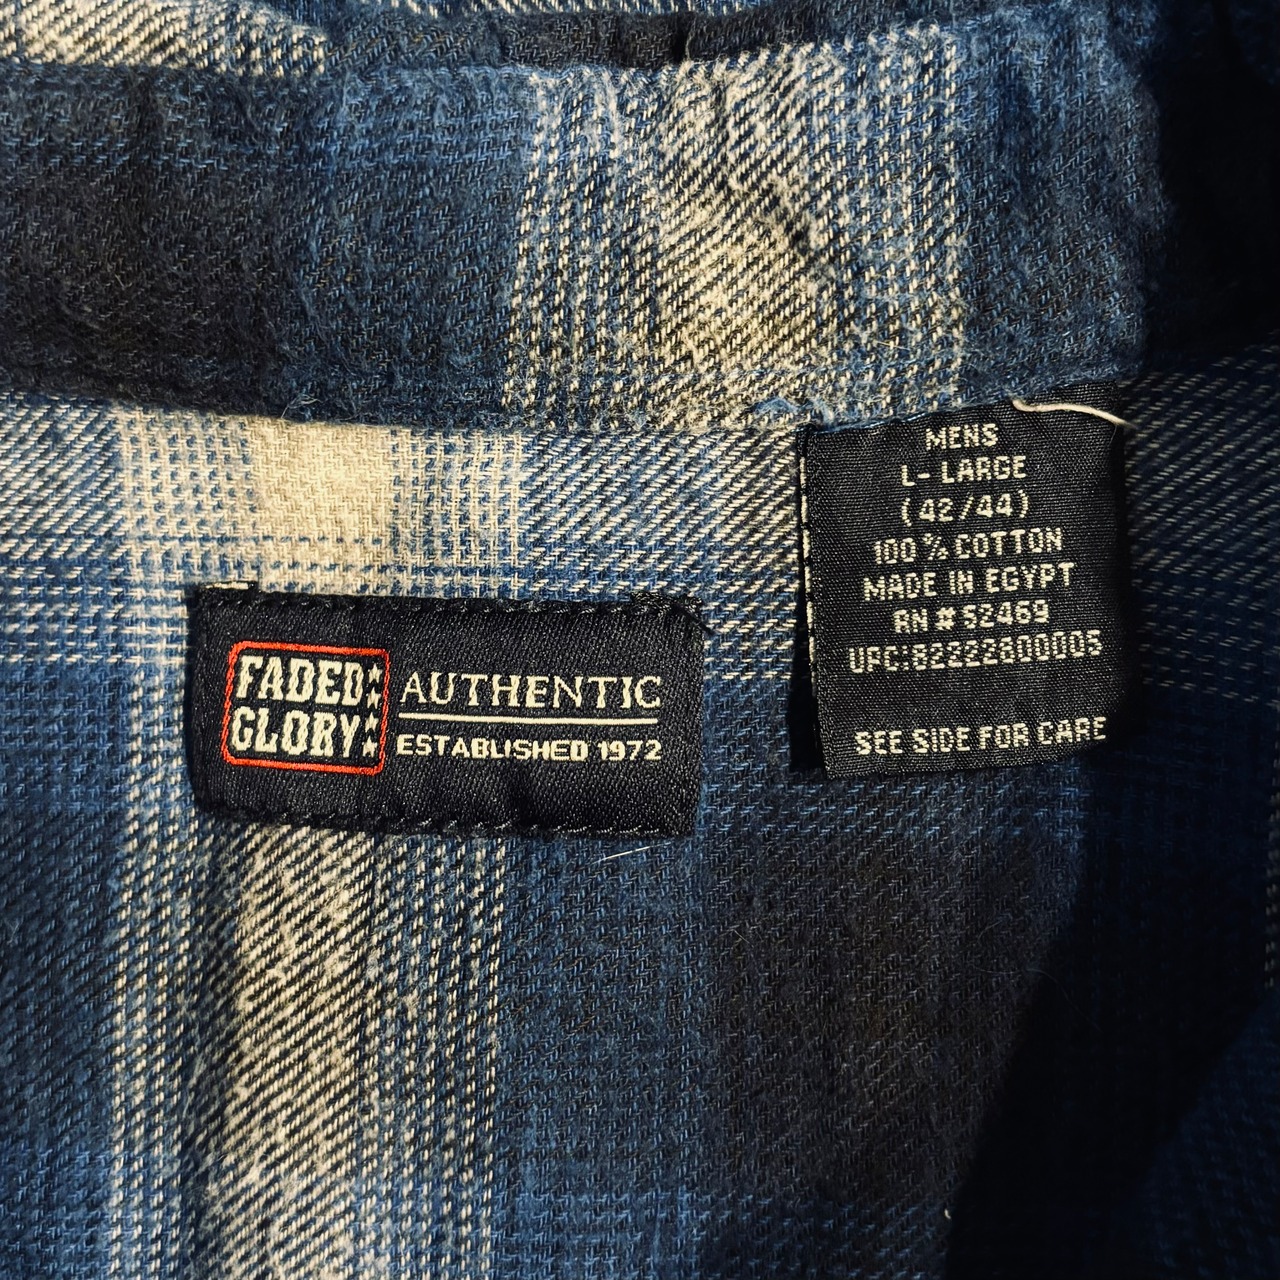 FADED
GLORY
AUTHENTIC
ESTABLISHED 1972
MENS
L- LARGE
(42/44)
100 % COTTON
MADE IN EGYPT
RN # 52469
UPC:82222800005
SEE SIDE FOR CARE